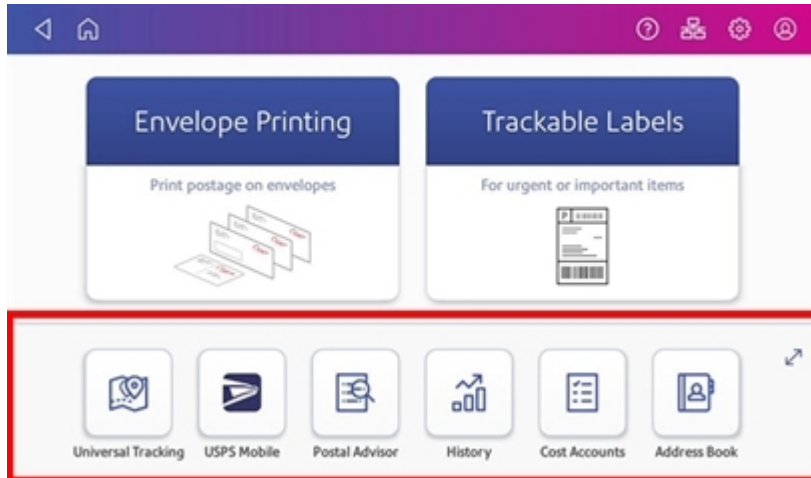 Envelope Printing
Print postage on envelopes
Trackable Labels
For urgent or important items
P
Universal Tracking
USPS Mobile
Postal Advisor
History
Cost Accounts
Address Book